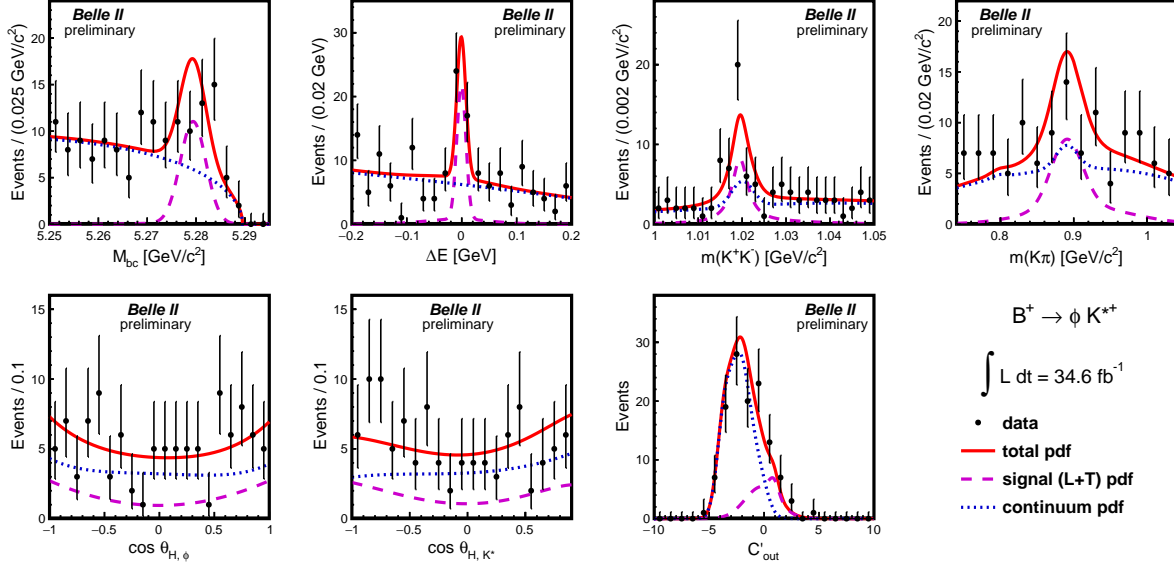 Belle II
preliminary
Events / (0.025 GeV/c²)
0
5
10
15
20
5.25
5.26
5.27
5.28
5.29
M_bc [GeV/c²]
Belle II
preliminary
Events / (0.02 GeV)
0
10
20
30
−0.2
−0.1
0
0.1
0.2
ΔE [GeV]
Belle II
preliminary
Events / (0.002 GeV/c²)
0
5
10
15
20
25
1
1.01
1.02
1.03
1.04
1.05
m(K⁺K⁻) [GeV/c²]
Belle II
preliminary
Events / (0.02 GeV/c²)
0
5
10
15
0.8
0.9
1
m(Kπ) [GeV/c²]
Belle II
preliminary
Events / 0.1
0
5
10
15
−1
−0.5
0
0.5
1
cos θ_H, ϕ
Belle II
preliminary
Events / 0.1
0
5
10
15
−1
−0.5
0
0.5
cos θ_H, K*
Belle II
preliminary
Events
0
10
20
30
−10
−5
0
5
10
C'_out
B⁺ → ϕ K*⁺
∫ L dt = 34.6 fb⁻¹
data
total pdf
signal (L+T) pdf
continuum pdf